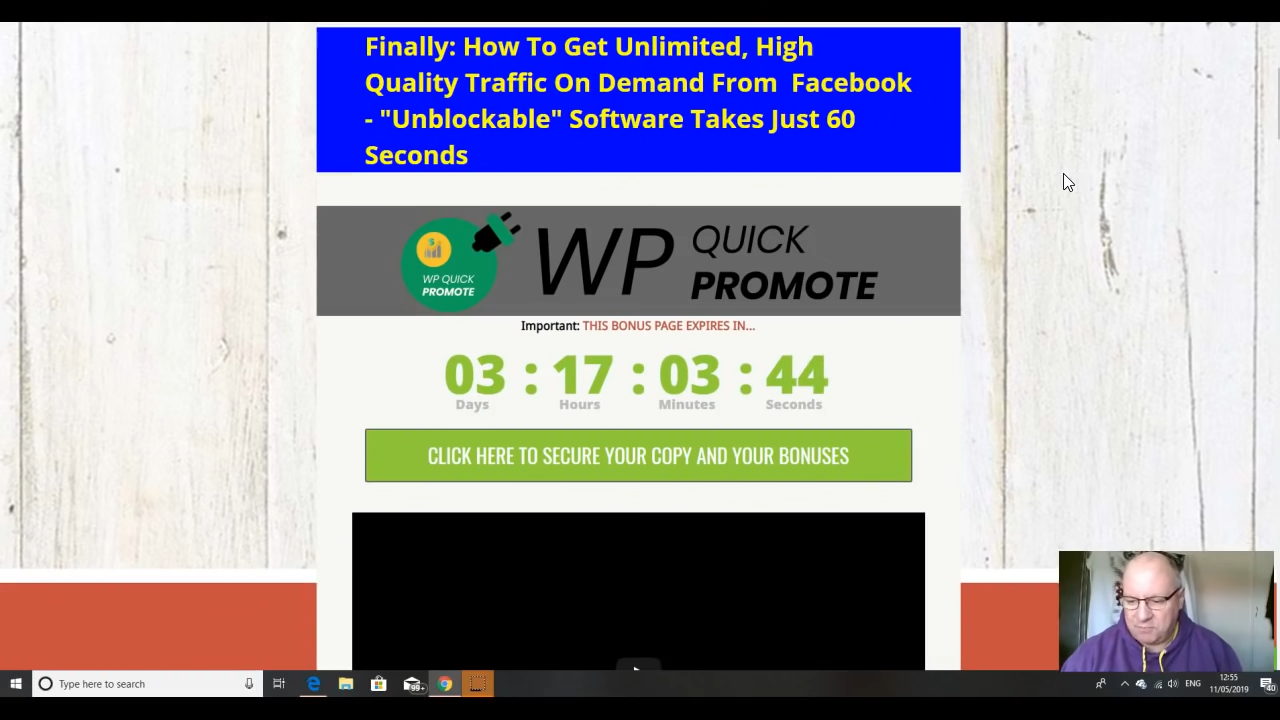 Finally: How To Get Unlimited, High
Quality Traffic On Demand From Facebook
- "Unblockable" Software Takes Just 60
Seconds
WP QUICK
PROMOTE
WP
QUICK
PROMOTE
Important: THIS BONUS PAGE EXPIRES IN...
03 : 17 : 03 : 44
Days Hours Minutes Seconds
CLICK HERE TO SECURE YOUR COPY AND YOUR BONUSES
Type here to search
99+
ENG
12:55
11/05/2019
40